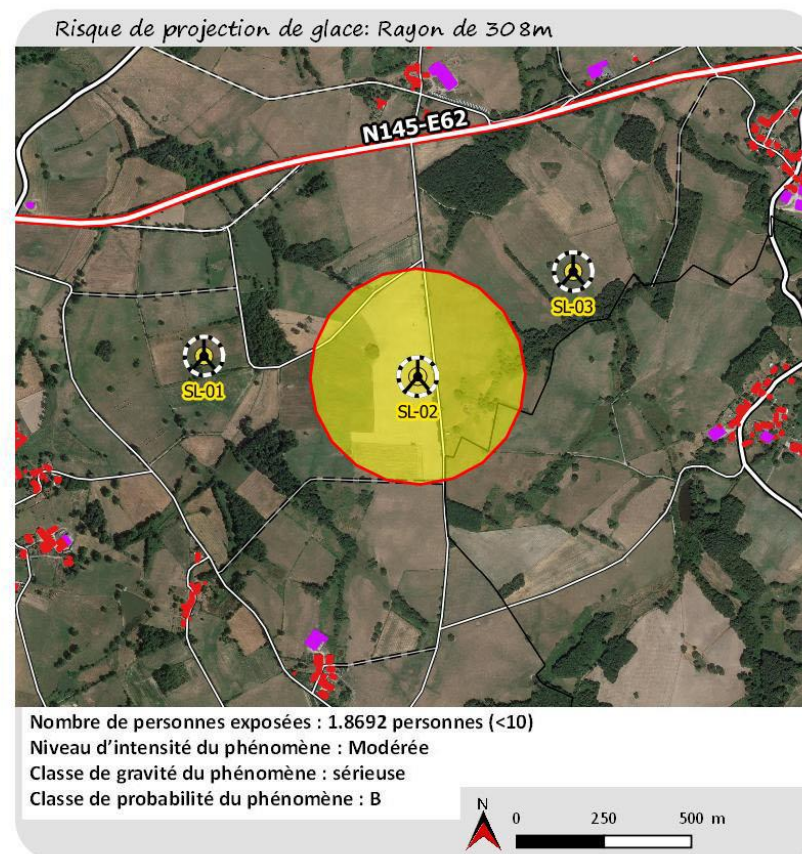 Risque de projection de glace: Rayon de 308m
N145-E62
SL-03
SL-01
SL-02
Nombre de personnes exposées : 1.8692 personnes (<10)
Niveau d'intensité du phénomène : Modérée
Classe de gravité du phénomène : sérieuse
Classe de probabilité du phénomène : B
N
0 250 500 m